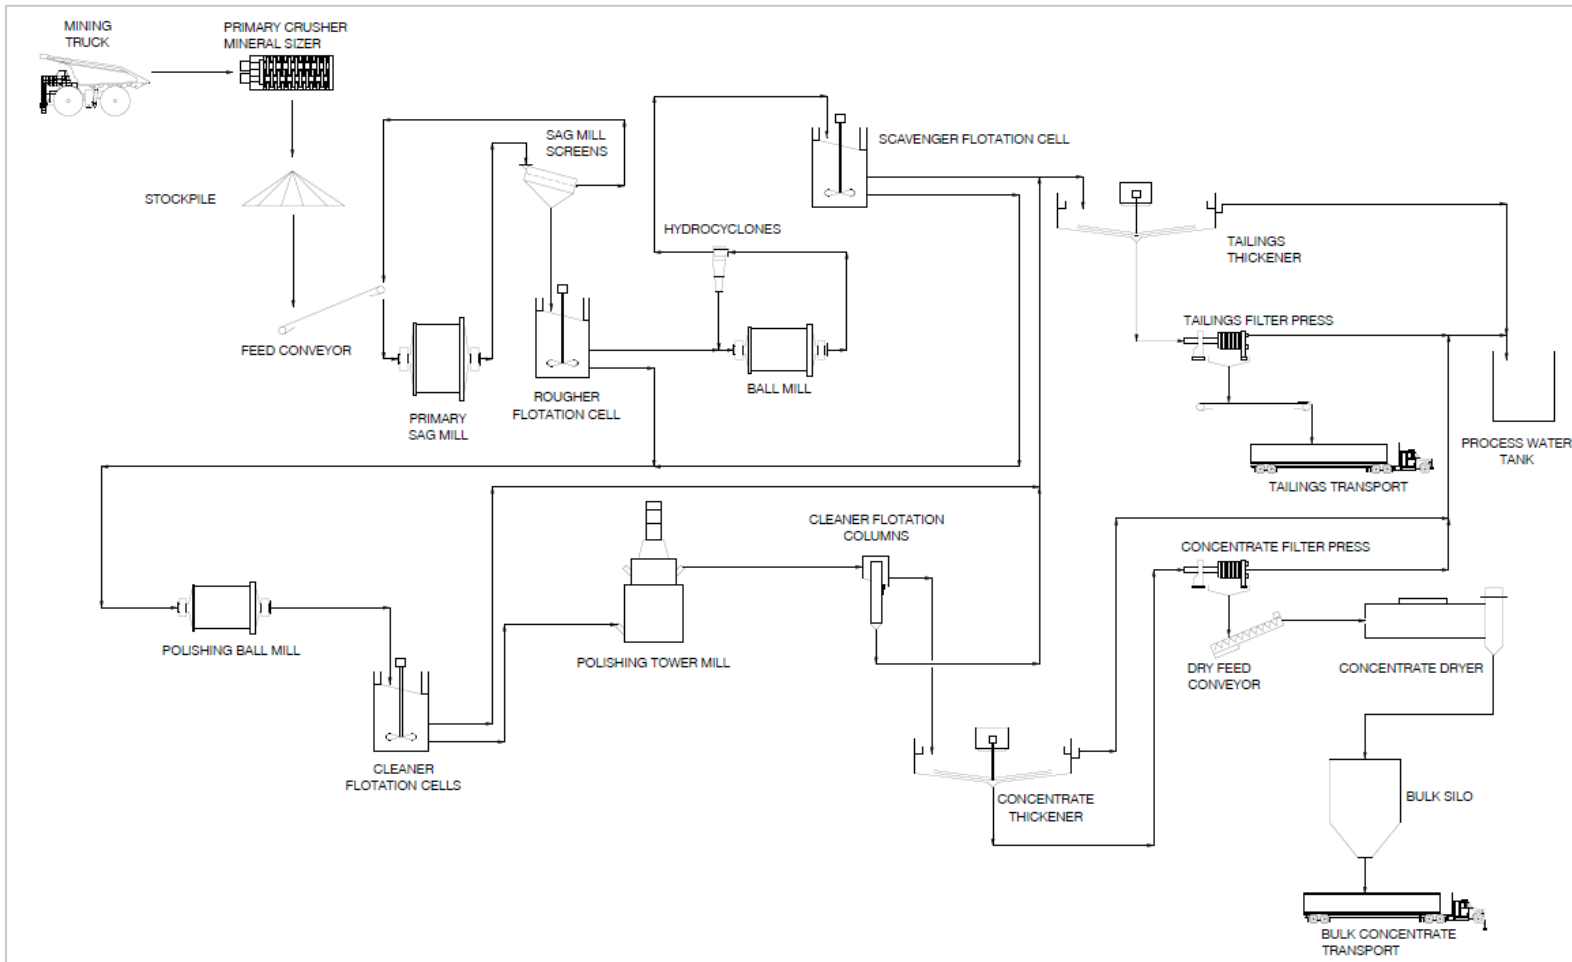 MINING
TRUCK
PRIMARY CRUSHER
MINERAL SIZER
STOCKPILE
FEED CONVEYOR
PRIMARY
SAG MILL
SAG MILL
SCREENS
ROUGHER
FLOTATION CELL
HYDROCYCLONES
BALL MILL
SCAVENGER FLOTATION CELL
TAILINGS
THICKENER
TAILINGS FILTER PRESS
PROCESS WATER
TANK
TAILINGS TRANSPORT
POLISHING BALL MILL
CLEANER
FLOTATION CELLS
POLISHING TOWER MILL
CLEANER FLOTATION
COLUMNS
CONCENTRATE
THICKENER
CONCENTRATE FILTER PRESS
DRY FEED
CONVEYOR
CONCENTRATE DRYER
BULK SILO
BULK CONCENTRATE
TRANSPORT